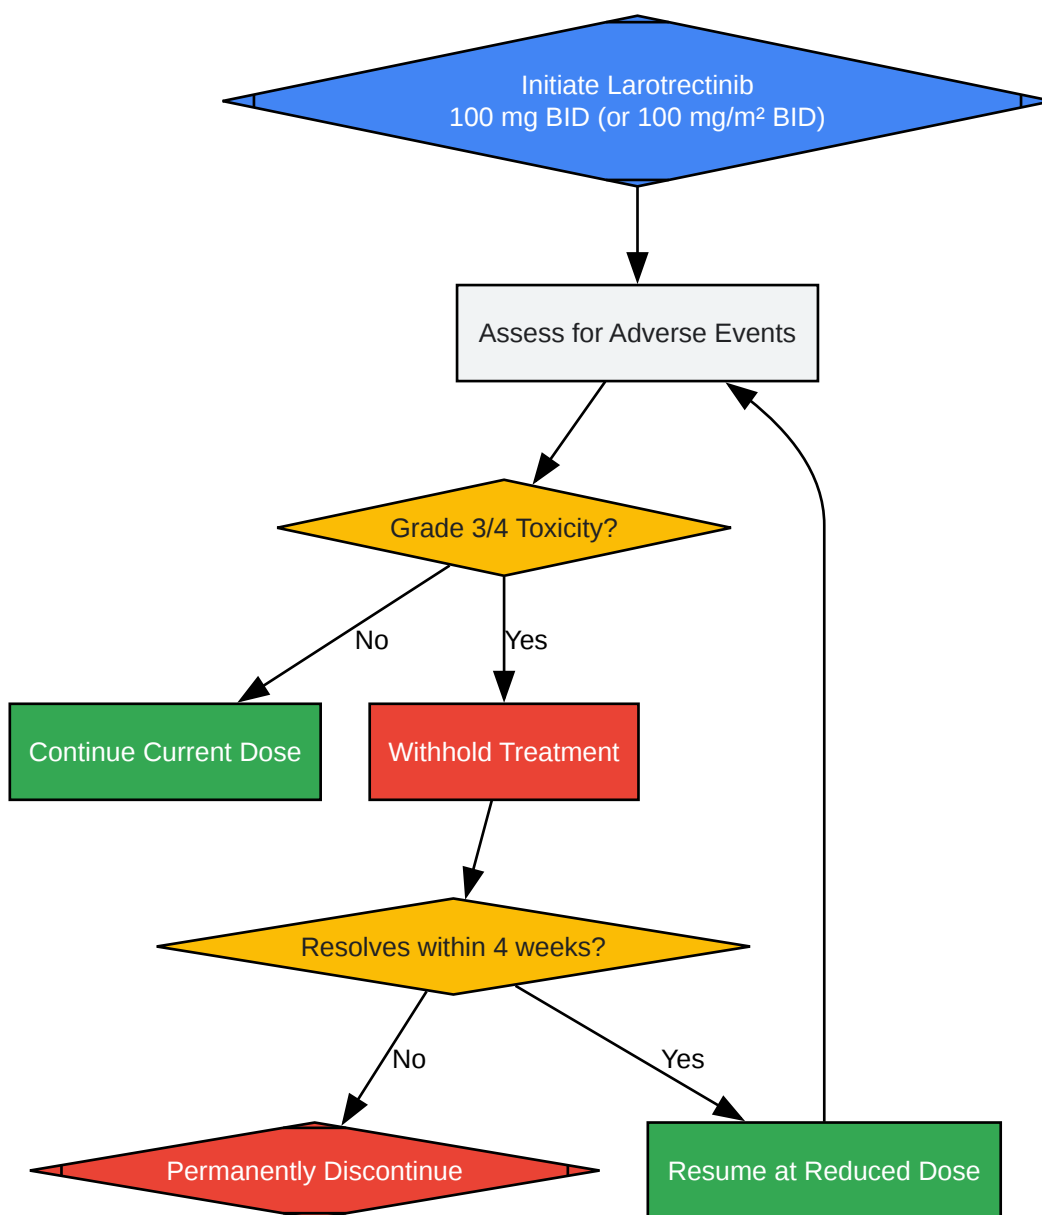 Initiate Larotrectinib
100 mg BID (or 100 mg/m² BID)
Assess for Adverse Events
Grade 3/4 Toxicity?
No
Yes
Continue Current Dose
Withhold Treatment
Resolves within 4 weeks?
No
Yes
Permanently Discontinue
Resume at Reduced Dose